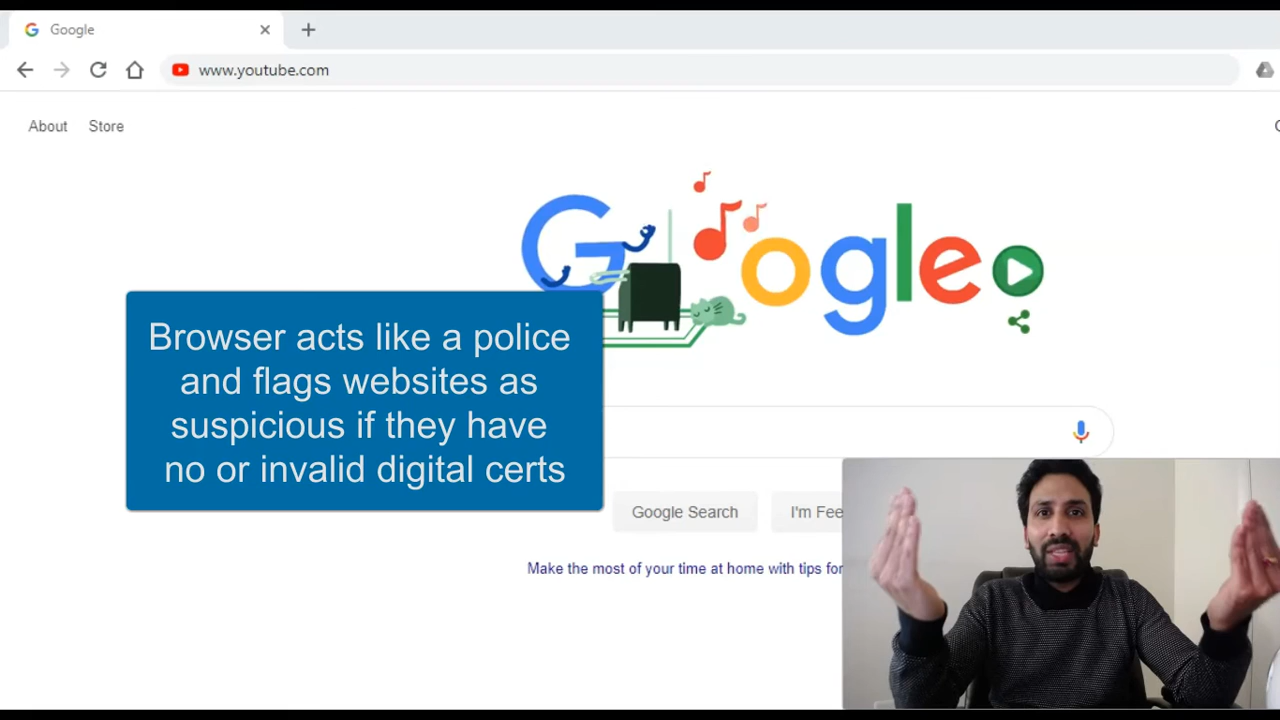 Google
www.youtube.com
About Store
Google
Browser acts like a police
and flags websites as
suspicious if they have
no or invalid digital certs
Google Search I'm Fee
Make the most of your time at home with tips for